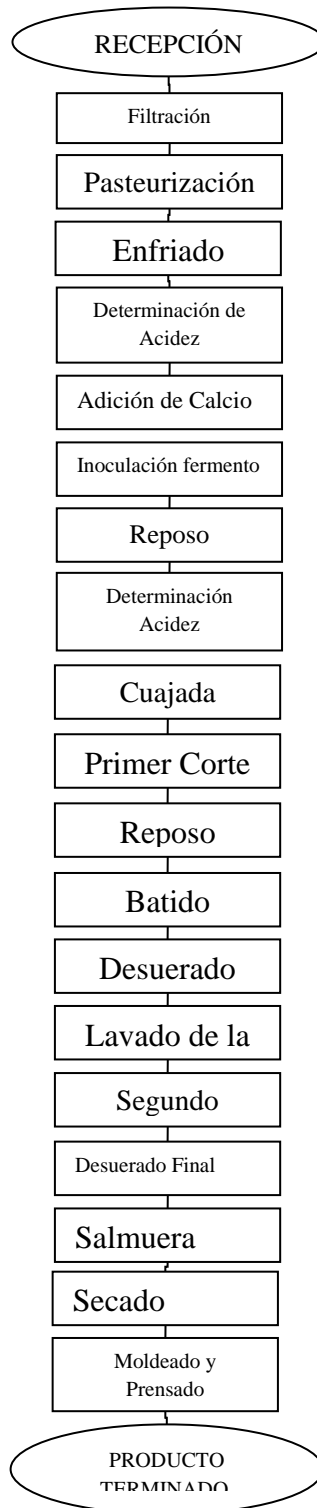 RECEPCIÓN
Filtración
Pasteurización
Enfriado
Determinación de
Acidez
Adición de Calcio
Inoculación fermento
Reposo
Determinación
Acidez
Cuajada
Primer Corte
Reposo
Batido
Desuerado
Lavado de la
Segundo
Desuerado Final
Salmuera
Secado
Moldeado y
Prensado
PRODUCTO
TERMINADO